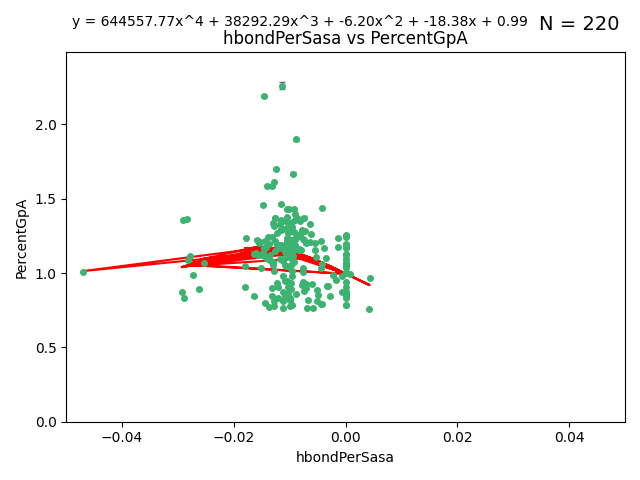 y = 644557.77x^4 + 38292.29x^3 + -6.20x^2 + -18.38x + 0.99 N = 220
hbondPerSasa vs PercentGpA
PercentGpA
2.0
1.5
1.0
0.5
0.0
−0.04 −0.02 0.00 0.02 0.04
hbondPerSasa